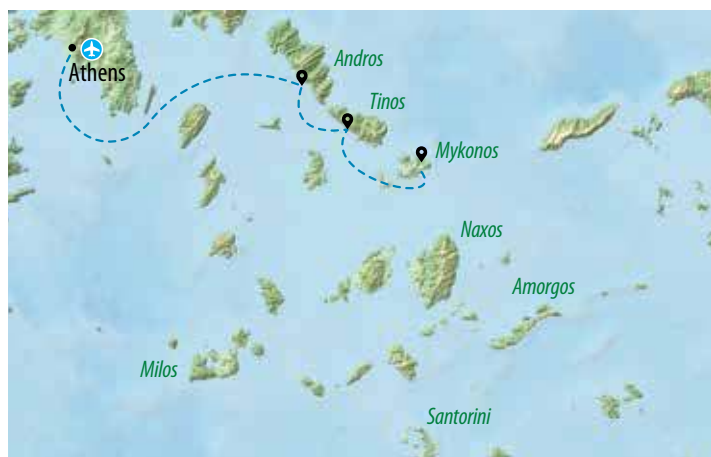 Andros
Athens
Tinos
Mykonos
Naxos
Amorgos
Milos
Santorini